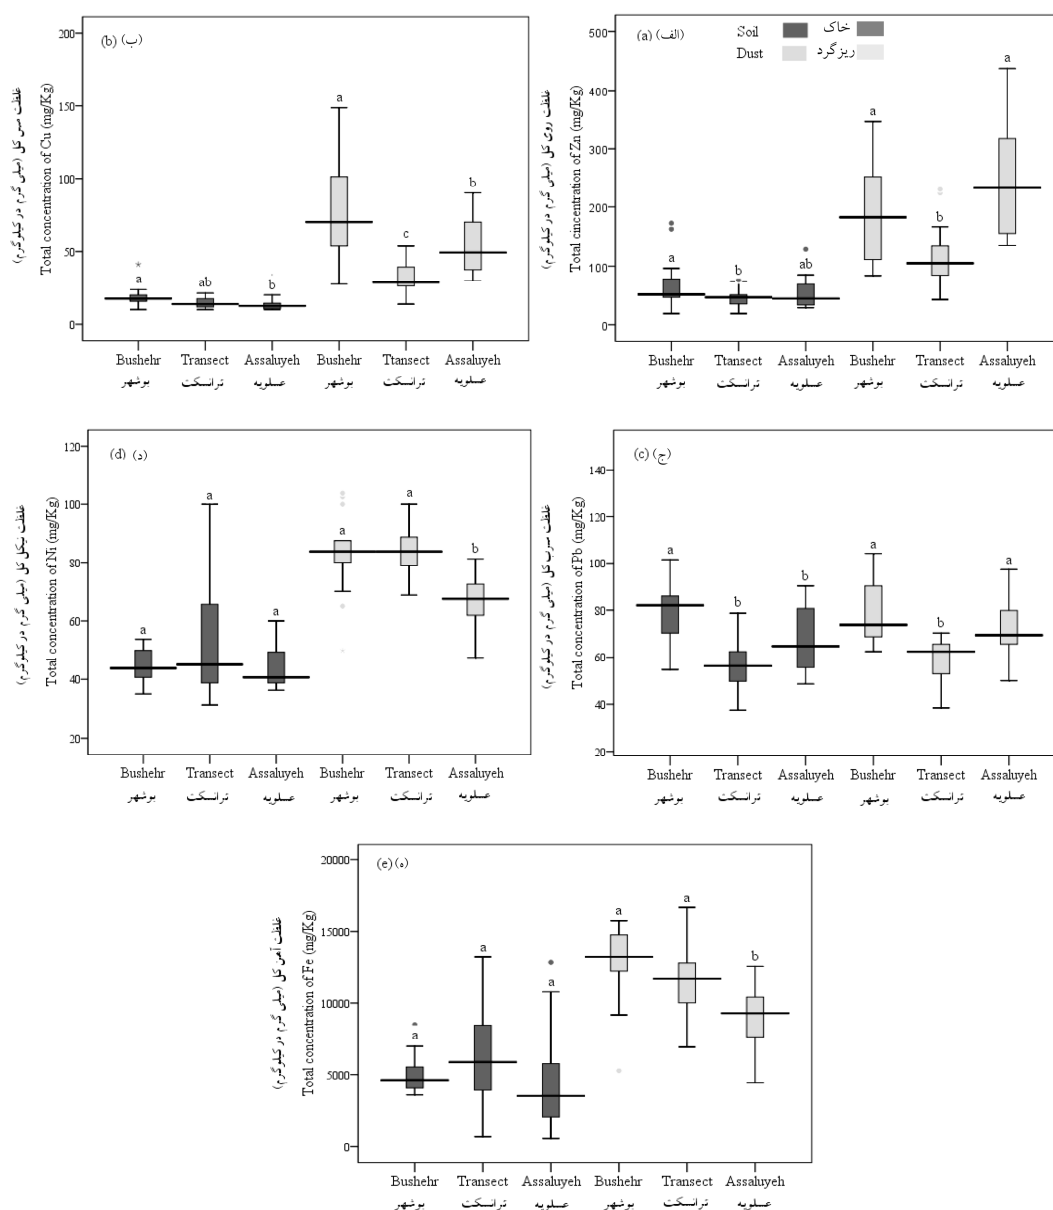 (b) (ب)
غلظت مس کل (میلی گرم در کیلوگرم)
Total concentration of Cu (mg/Kg)
200
150
100
50
0
a
ab
b
a
c
b
Bushehr Transect Assaluyeh Bushehr Ttansect Assaluyeh
بوشهر ترانسکت عسلویه بوشهر ترانسکت عسلویه
(a) (الف)
Soil خاک
Dust ریزگرد
غلظت روی کل (میلی گرم در کیلوگرم)
Total cincentration of Zn (mg/Kg)
500
400
300
200
100
0
a
b
ab
a
b
a
Bushehr Ttansect Assaluyeh Bushehr Transect Assaluyeh
بوشهر ترانسکت عسلویه بوشهر ترانسکت عسلویه
(d) (د)
غلظت نیکل کل (میلی گرم در کیلوگرم)
Total concentration of Ni (mg/Kg)
120
100
80
60
40
20
a
a
a
a
a
b
Bushehr Transect Assaluyeh Bushehr Transect Assaluyeh
بوشهر ترانسکت عسلویه بوشهر ترانسکت عسلویه
(c) (ج)
غلظت سرب کل (میلی گرم در کیلوگرم)
Total concentration of Pb (mg/Kg)
140
120
100
80
60
40
20
a
b
b
a
b
a
Bushehr Transect Assaluyeh Bushehr Transect Assaluyeh
بوشهر ترانسکت عسلویه بوشهر ترانسکت عسلویه
(e) (ه)
غلظت آهن کل (میلی گرم در کیلوگرم)
Total concentration of Fe (mg/Kg)
20000
15000
10000
5000
0
a
a
a
a
a
b
Bushehr Transect Assaluyeh Bushehr Transect Assaluyeh
بوشهر ترانسکت عسلویه بوشهر ترانسکت عسلویه